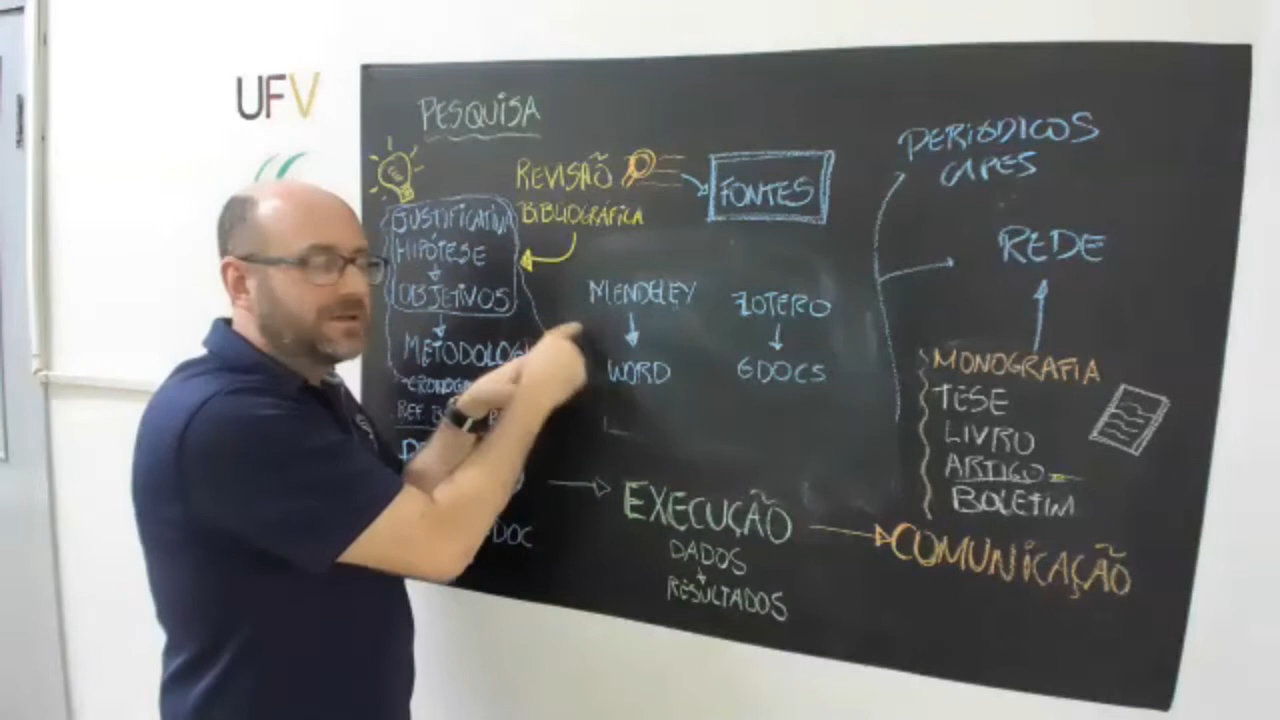 UFV
PESQUISA
REVISÃO
BIBLIOGRÁFICA
FONTES
JUSTIFICATIVA
HIPÓTESE
OBJETIVOS
MENDELEY
WORD
ZOTERO
GDOCS
PERIÓDICOS
CAPES
REDE
MONOGRAFIA
TESE
LIVRO
ARTIGO
BOLETIM
REF.
EXECUÇÃO
DADOS
+
RESULTADOS
COMUNICAÇÃO